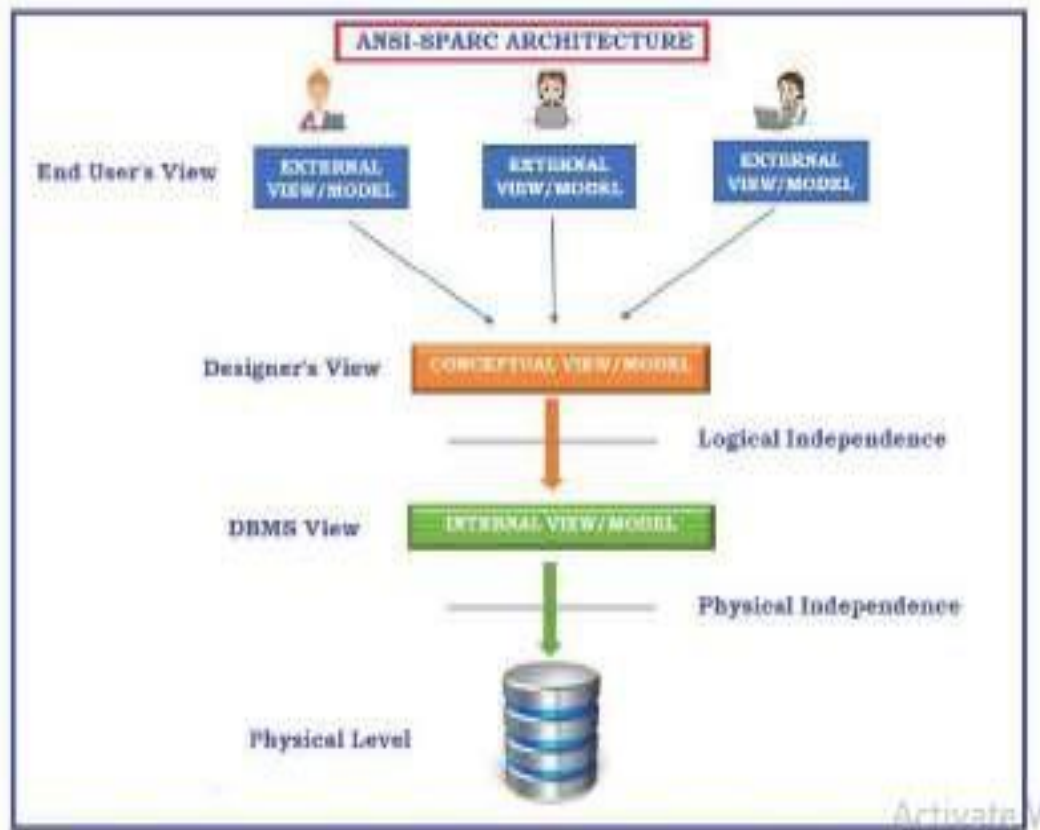 ANSI-SPARC ARCHITECTURE
End User's View
EXTERNAL
VIEW/MODEL
EXTERNAL
VIEW/MODEL
EXTERNAL
VIEW/MODEL
Designer's View
CONCEPTUAL VIEW/MODEL
Logical Independence
DBMS View
INTERNAL VIEW/MODEL
Physical Independence
Physical Level
Activate W